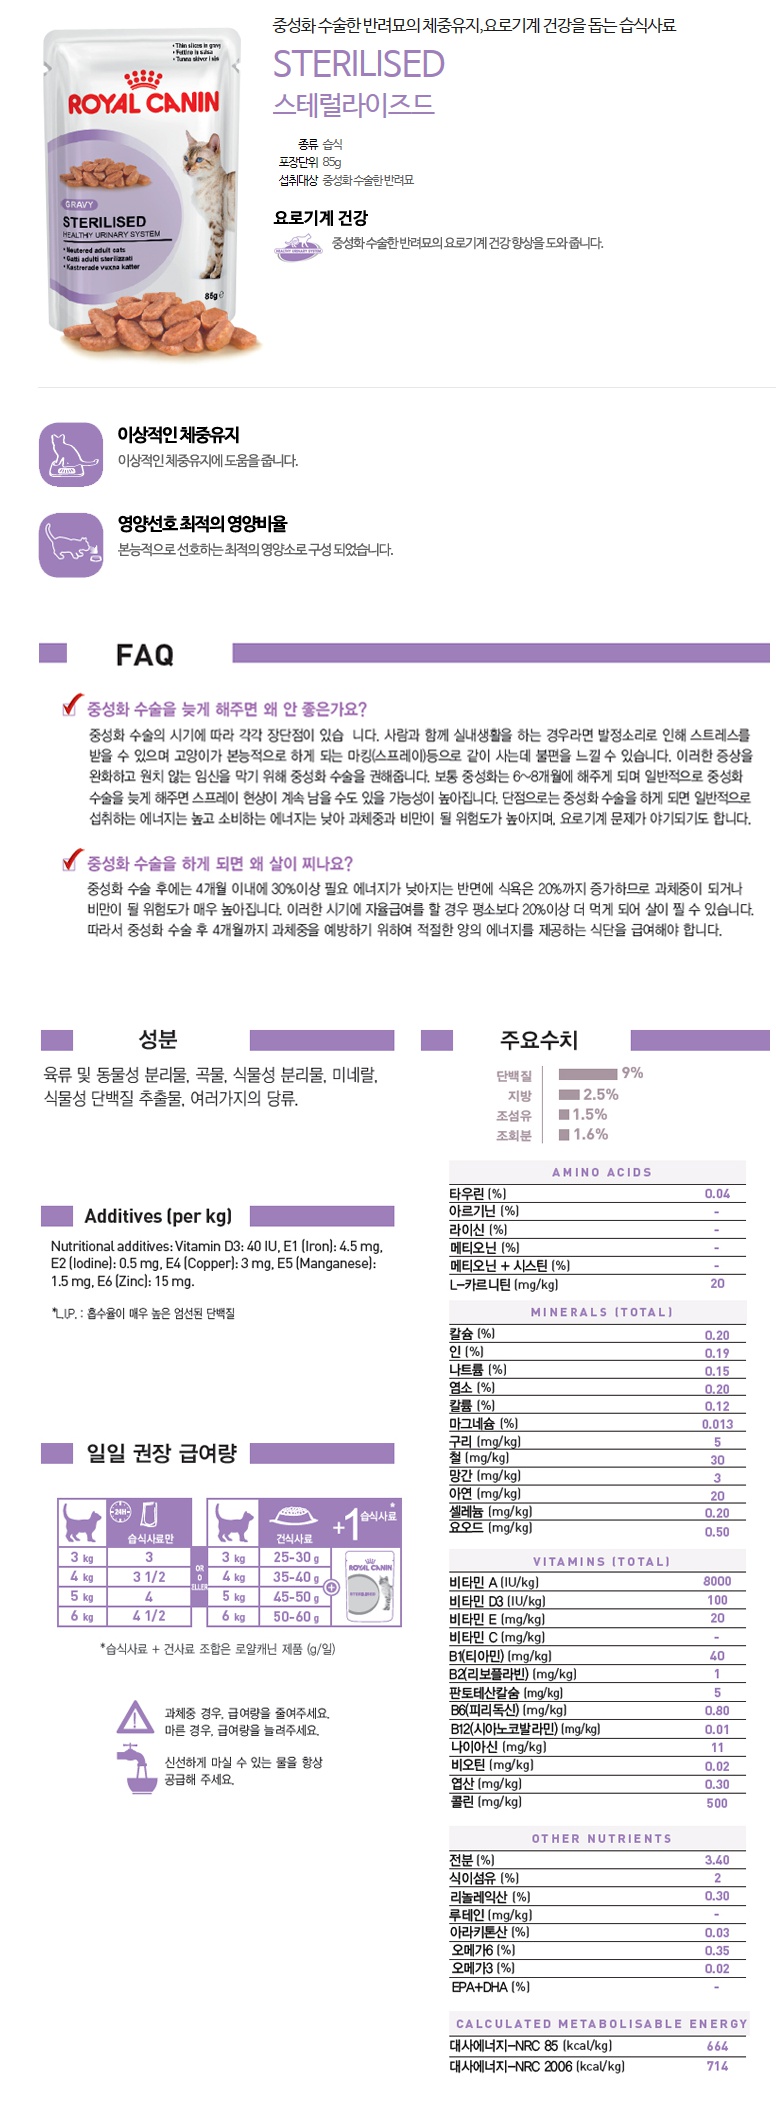 중성화 수술한 반려묘의 체중유지,요로기계 건강을 돕는 습식사료
STERILISED
스테럴라이즈드
종류 습식
포장단위 85g
섭취대상 중성화 수술한 반려묘
요로기계 건강
HEALTHY URINARY SYSTEM
중성화 수술한 반려묘의 요로기계 건강 향상을 도와 줍니다.
• Thin slices in gravy
• Fettine in salsa
• Tunna skivor i sås
ROYAL CANIN
GRAVY
STERILISED
HEALTHY URINARY SYSTEM
• Neutered adult cats
• Gatti adulti sterilizzati
• Kastrerade vuxna katter
85g e
이상적인 체중유지
이상적인 체중유지에 도움을 줍니다.
영양선호 최적의 영양비율
본능적으로 선호하는 최적의 영양소로 구성 되었습니다.
FAQ
중성화 수술을 늦게 해주면 왜 안 좋은가요?
중성화 수술의 시기에 따라 각각 장단점이 있습 니다. 사람과 함께 실내생활을 하는 경우라면 발정소리로 인해 스트레스를
받을 수 있으며 고양이가 본능적으로 하게 되는 마킹(스프레이)등으로 같이 사는데 불편을 느낄 수 있습니다. 이러한 증상을
완화하고 원치 않는 임신을 막기 위해 중성화 수술을 권해줍니다. 보통 중성화는 6~8개월에 해주게 되며 일반적으로 중성화
수술을 늦게 해주면 스프레이 현상이 계속 남을 수도 있을 가능성이 높아집니다. 단점으로는 중성화 수술을 하게 되면 일반적으로
섭취하는 에너지는 높고 소비하는 에너지는 낮아 과체중과 비만이 될 위험도가 높아지며, 요로기계 문제가 야기되기도 합니다.
중성화 수술을 하게 되면 왜 살이 찌나요?
중성화 수술 후에는 4개월 이내에 30%이상 필요 에너지가 낮아지는 반면에 식욕은 20%까지 증가하므로 과체중이 되거나
비만이 될 위험도가 매우 높아집니다. 이러한 시기에 자율급여를 할 경우 평소보다 20%이상 더 먹게 되어 살이 찔 수 있습니다.
따라서 중성화 수술 후 4개월까지 과체중을 예방하기 위하여 적절한 양의 에너지를 제공하는 식단을 급여해야 합니다.
성분
육류 및 동물성 분리물, 곡물, 식물성 분리물, 미네랄,
식물성 단백질 추출물, 여러가지의 당류.
Additives (per kg)
Nutritional additives: Vitamin D3: 40 IU, E1 (Iron): 4.5 mg,
E2 (Iodine): 0.5 mg, E4 (Copper): 3 mg, E5 (Manganese):
1.5 mg, E6 (Zinc): 15 mg.
*L.I.P. : 흡수율이 매우 높은 엄선된 단백질
일일 권장 급여량
24H 습식사료만
건식사료 +1 습식사료*
3 kg 3 3 kg 25-30 g
4 kg 3 1/2 4 kg 35-40 g
5 kg 4 5 kg 45-50 g
6 kg 4 1/2 6 kg 50-60 g
OR
O
ELLER
ROYAL CANIN
STERILISED
*습식사료 + 건사료 조합은 로얄캐닌 제품 (g/일)
과체중 경우, 급여량을 줄여주세요.
마른 경우, 급여량을 늘려주세요.
신선하게 마실 수 있는 물을 항상
공급해 주세요.
주요수치
단백질 9%
지방 2.5%
조섬유 1.5%
조회분 1.6%
AMINO ACIDS
타우린 (%) 0.04
아르기닌 (%) -
라이신 (%) -
메티오닌 (%) -
메티오닌 + 시스틴 (%) -
L-카르니틴 (mg/kg) 20
MINERALS (TOTAL)
칼슘 (%) 0.20
인 (%) 0.19
나트륨 (%) 0.15
염소 (%) 0.20
칼륨 (%) 0.12
마그네슘 (%) 0.013
구리 (mg/kg) 5
철 (mg/kg) 30
망간 (mg/kg) 3
아연 (mg/kg) 20
셀레늄 (mg/kg) 0.20
요오드 (mg/kg) 0.50
VITAMINS (TOTAL)
비타민 A (IU/kg) 8000
비타민 D3 (IU/kg) 100
비타민 E (mg/kg) 20
비타민 C (mg/kg) -
B1(티아민) (mg/kg) 40
B2(리보플라빈) (mg/kg) 1
판토테산칼슘 (mg/kg) 5
B6(피리독신) (mg/kg) 0.80
B12(시아노코발라민) (mg/kg) 0.01
나이아신 (mg/kg) 11
비오틴 (mg/kg) 0.02
엽산 (mg/kg) 0.30
콜린 (mg/kg) 500
OTHER NUTRIENTS
전분 (%) 3.40
식이섬유 (%) 2
리놀레익산 (%) 0.30
루테인 (mg/kg) -
아라키톤산 (%) 0.03
오메가6 (%) 0.35
오메가3 (%) 0.02
EPA+DHA (%) -
CALCULATED METABOLISABLE ENERGY
대사에너지-NRC 85 (kcal/kg) 664
대사에너지-NRC 2006 (kcal/kg) 714